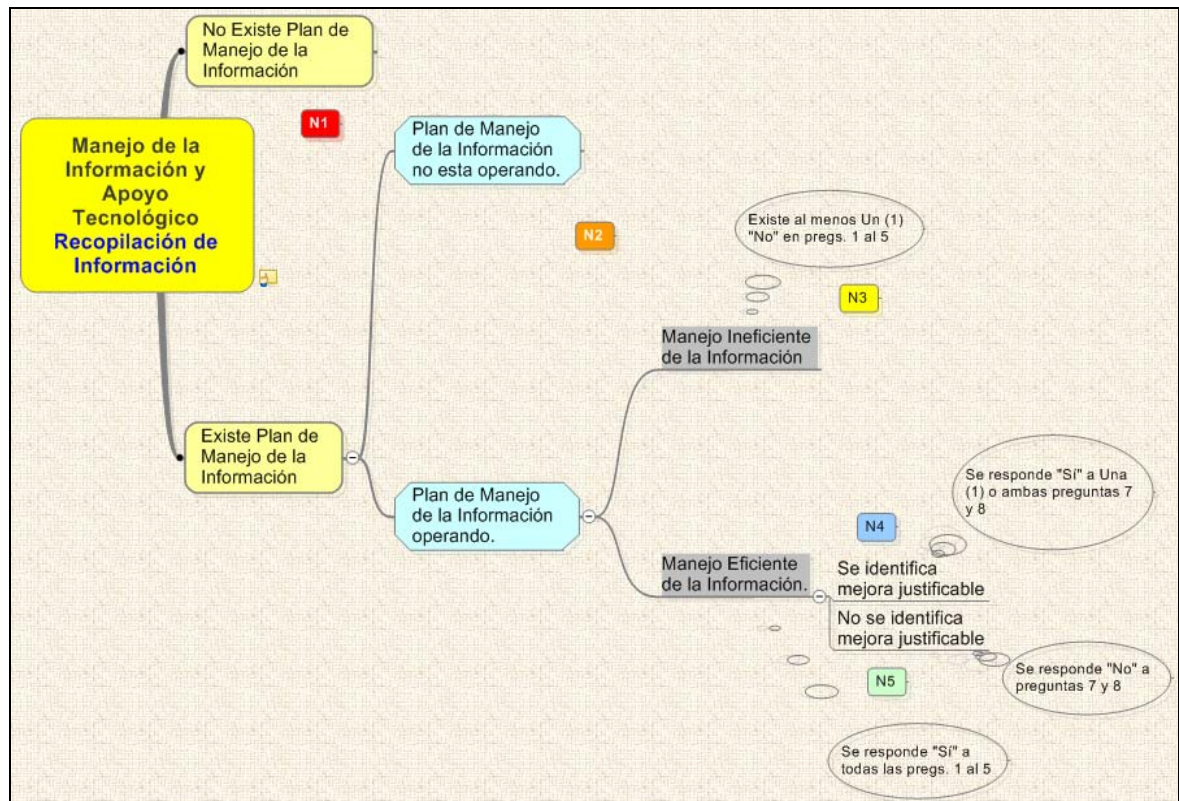 No Existe Plan de
Manejo de la
Información
N1
Manejo de la
Información y
Apoyo
Tecnológico
Recopilación de
Información
Plan de Manejo
de la Información
no esta operando.
N2
Existe al menos Un (1)
"No" en pregs. 1 al 5
N3
Manejo Ineficiente
de la Información
Existe Plan de
Manejo de la
Información
Plan de Manejo
de la Información
operando.
Se responde "Sí" a Una
(1) o ambas preguntas 7
y 8
N4
Manejo Eficiente
de la Información.
Se identifica
mejora justificable
No se identifica
mejora justificable
N5
Se responde "No" a
preguntas 7 y 8
Se responde "Sí" a
todas las pregs. 1 al 5